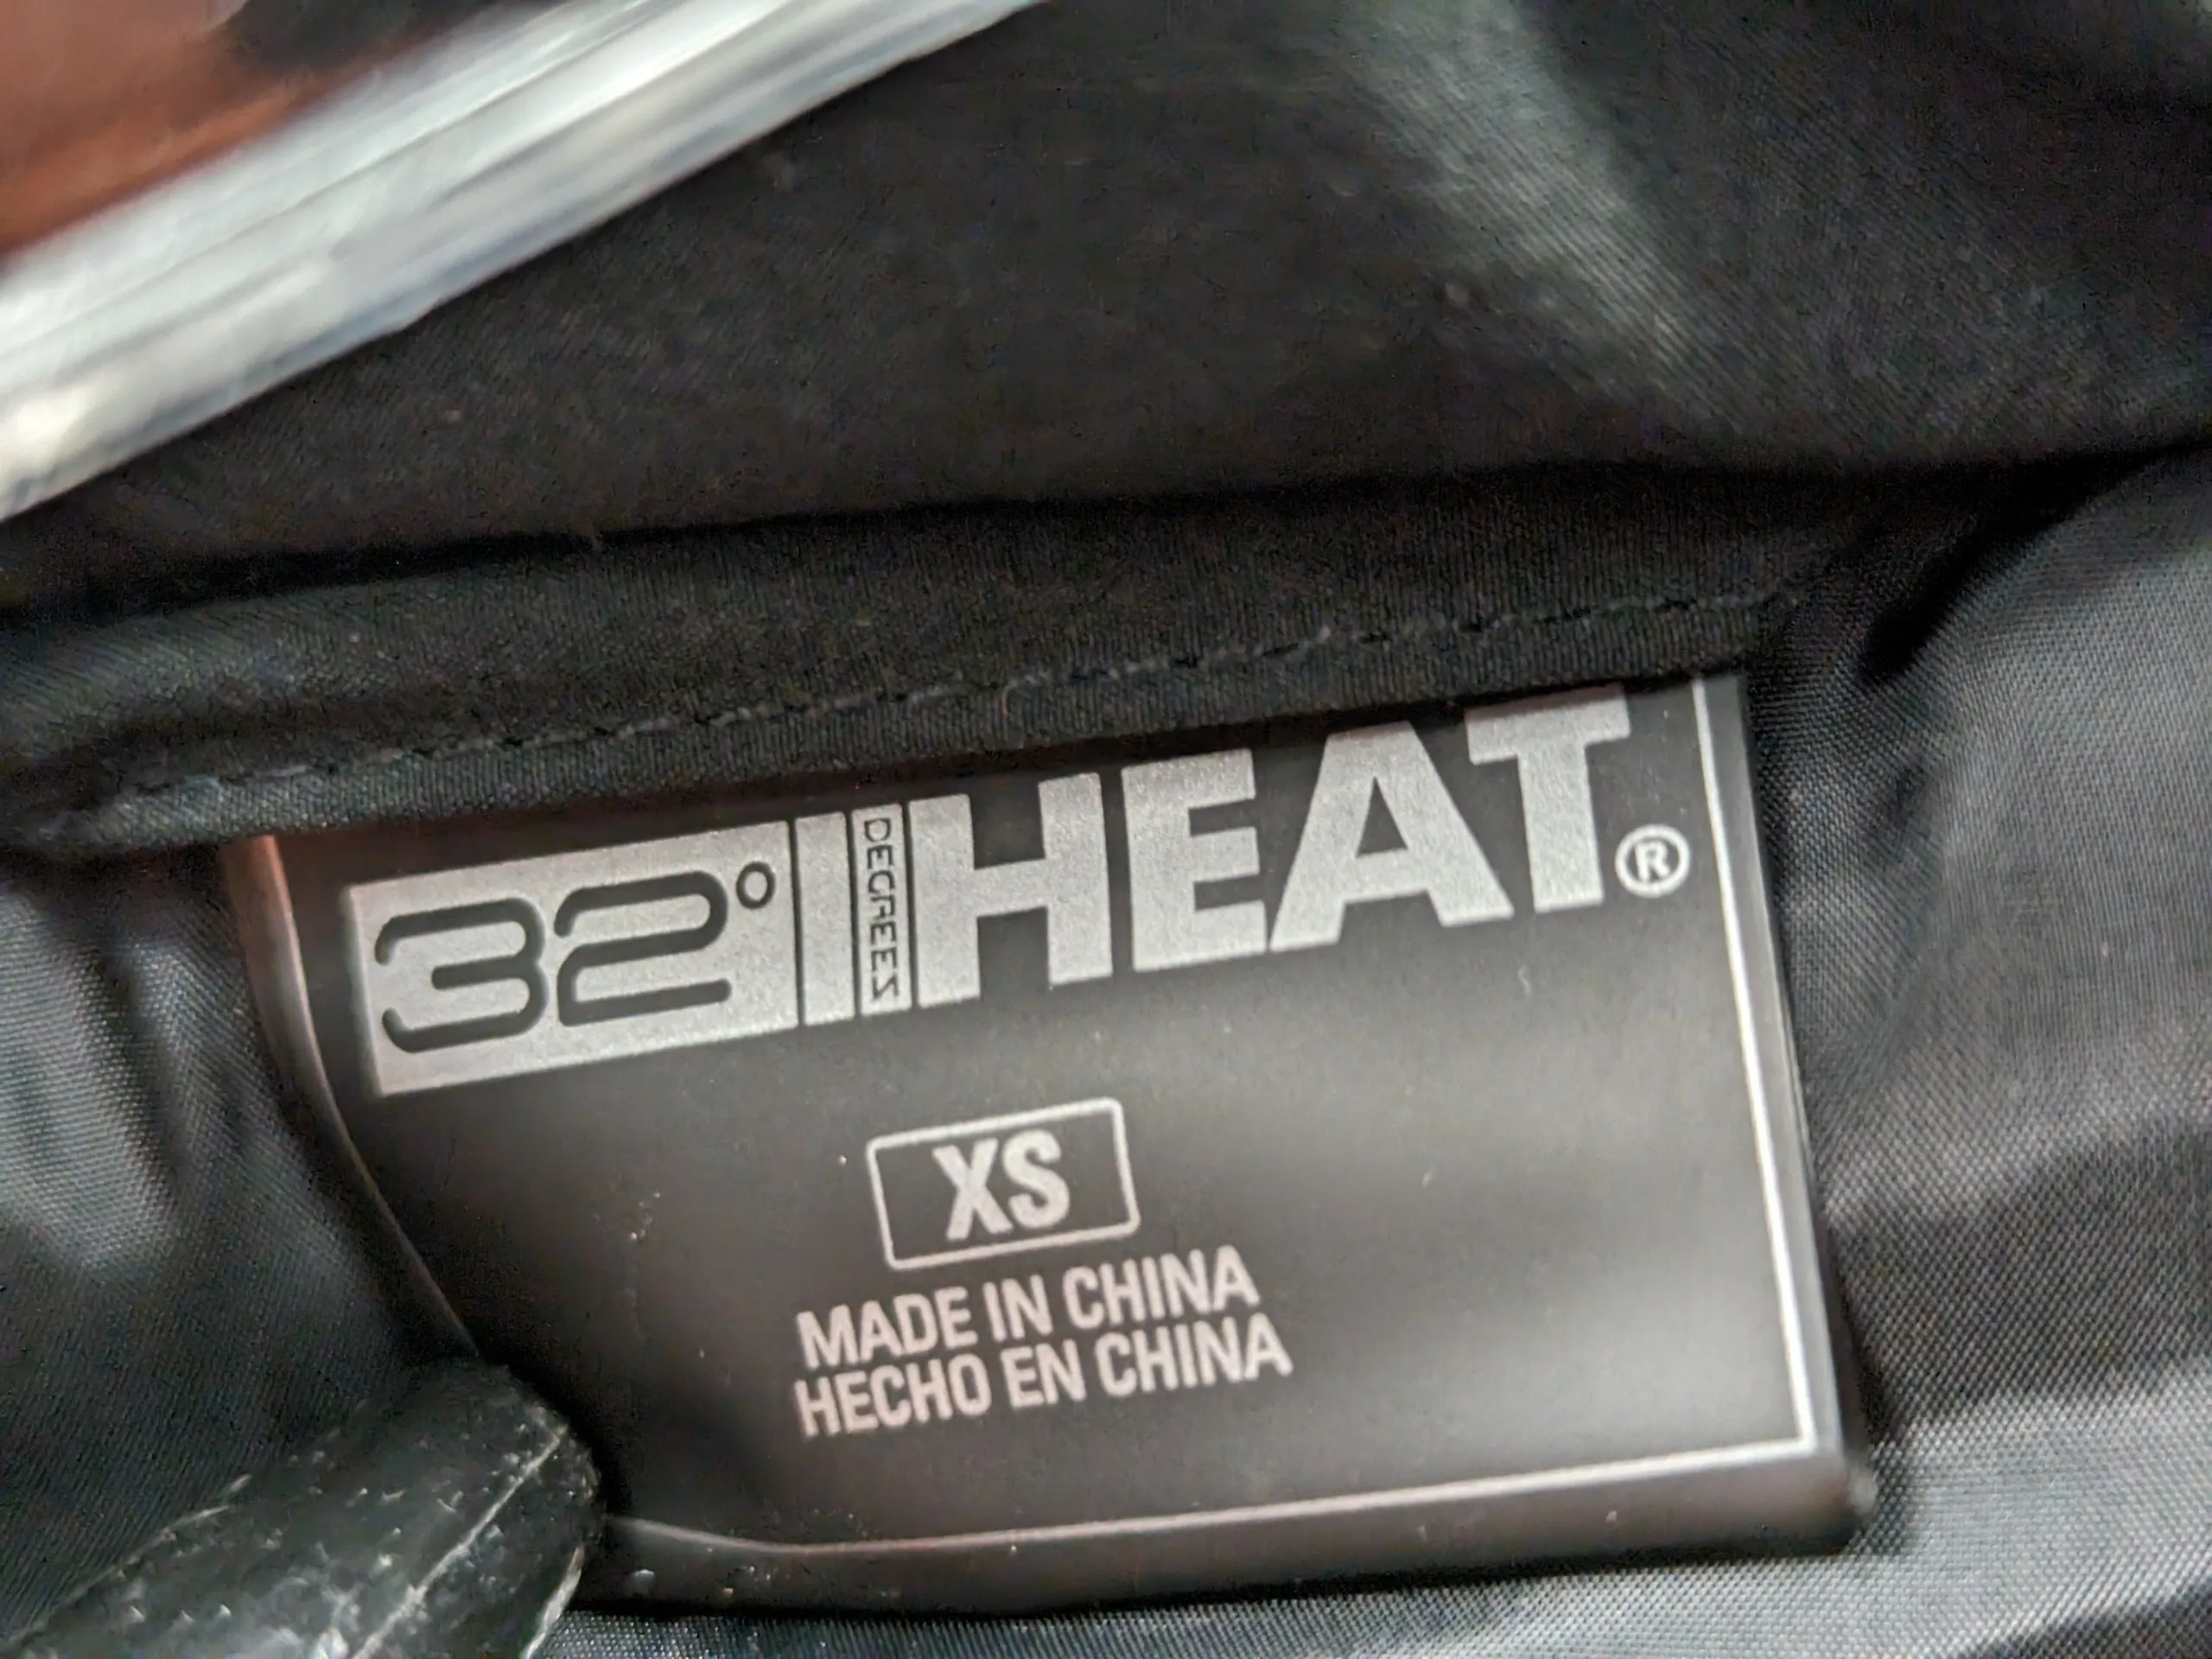 32° DEGREES HEAT®
XS
MADE IN CHINA
HECHO EN CHINA